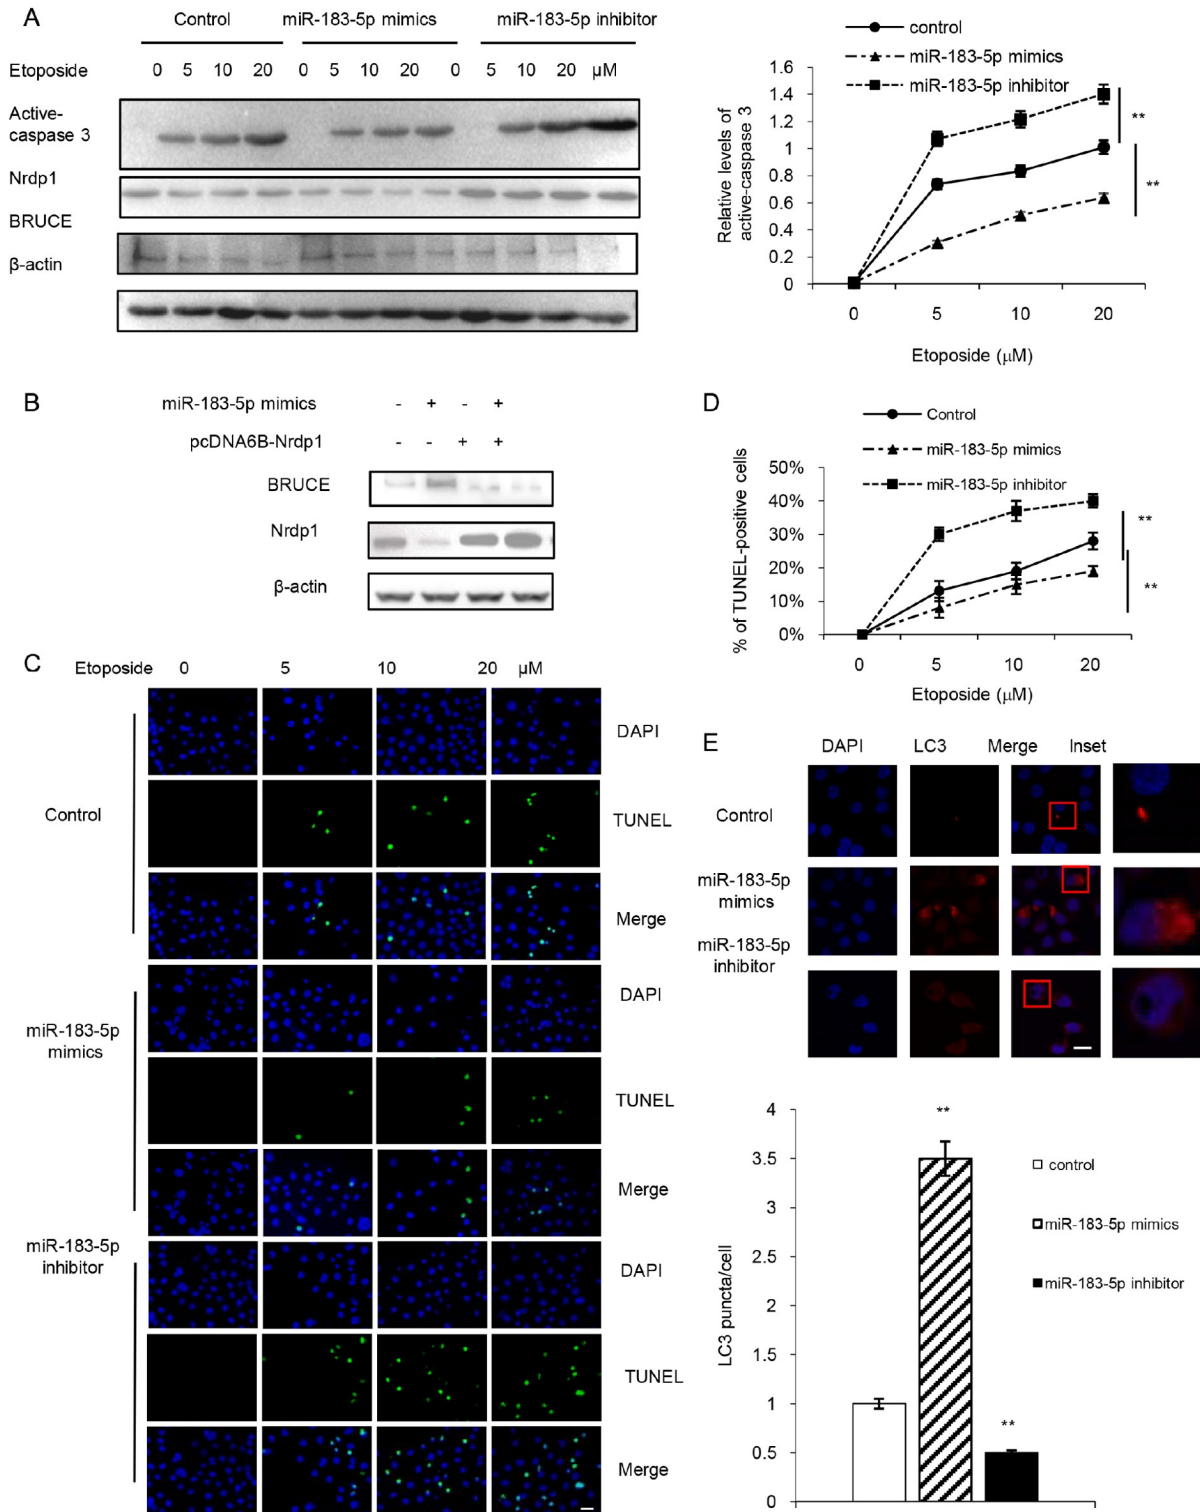 A
Control
miR-183-5p mimics
miR-183-5p inhibitor
Etoposide 0 5 10 20 0 5 10 20 0 5 10 20 μM
Active-
caspase 3
Nrdp1
BRUCE
β-actin
control
miR-183-5p mimics
miR-183-5p inhibitor
Relative levels of
active-caspase 3
1.6
1.4
1.2
1
0.8
0.6
0.4
0.2
0
**
**
0 5 10 20
Etoposide (μM)
B
miR-183-5p mimics - + - +
pcDNA6B-Nrdp1 - - + +
BRUCE
Nrdp1
β-actin
D
Control
miR-183-5p mimics
miR-183-5p inhibitor
% of TUNEL-positive cells
50%
40%
30%
20%
10%
0%
**
**
0 5 10 20
Etoposide (μM)
C
Etoposide 0 5 10 20 μM
Control
DAPI
TUNEL
Merge
miR-183-5p
mimics
DAPI
TUNEL
Merge
miR-183-5p
inhibitor
DAPI
TUNEL
Merge
E
DAPI LC3 Merge Inset
Control
miR-183-5p
mimics
miR-183-5p
inhibitor
LC3 puncta/cell
4
3.5
3
2.5
2
1.5
1
0.5
0
**
**
control
miR-183-5p mimics
miR-183-5p inhibitor